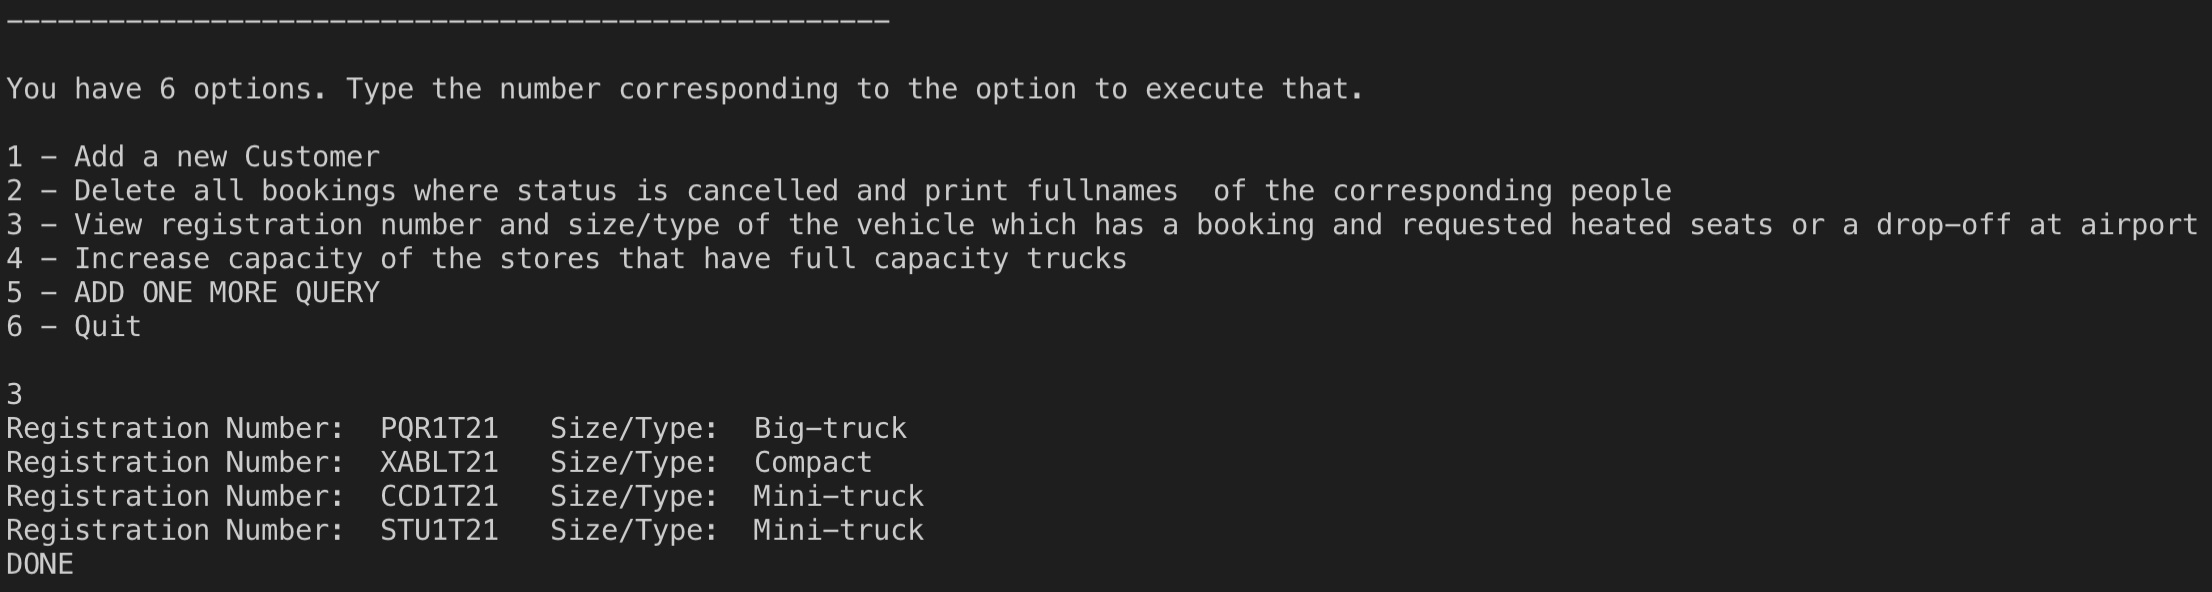 ----------------------------------------------------
You have 6 options. Type the number corresponding to the option to execute that.
1 - Add a new Customer
2 - Delete all bookings where status is cancelled and print fullnames  of the corresponding people
3 - View registration number and size/type of the vehicle which has a booking and requested heated seats or a drop-off at airport
4 - Increase capacity of the stores that have full capacity trucks
5 - ADD ONE MORE QUERY
6 - Quit
3
Registration Number:  PQR1T21   Size/Type:  Big-truck
Registration Number:  XABLT21   Size/Type:  Compact
Registration Number:  CCD1T21   Size/Type:  Mini-truck
Registration Number:  STU1T21   Size/Type:  Mini-truck
DONE